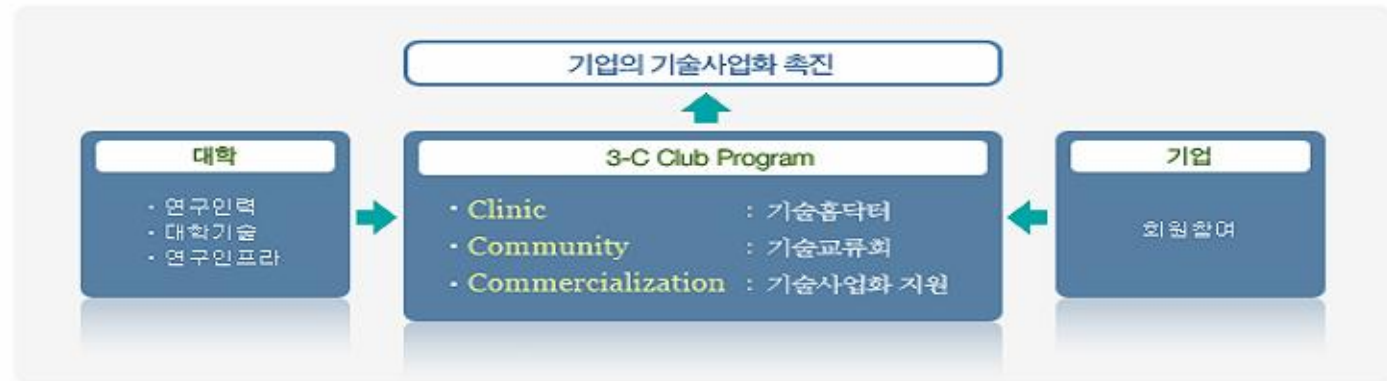 기업의 기술사업화 촉진
대학
· 연구인력
· 대학기술
· 연구인프라
3-C Club Program
· Clinic : 기술홈닥터
· Community : 기술교류회
· Commercialization : 기술사업화 지원
기업
회원참여